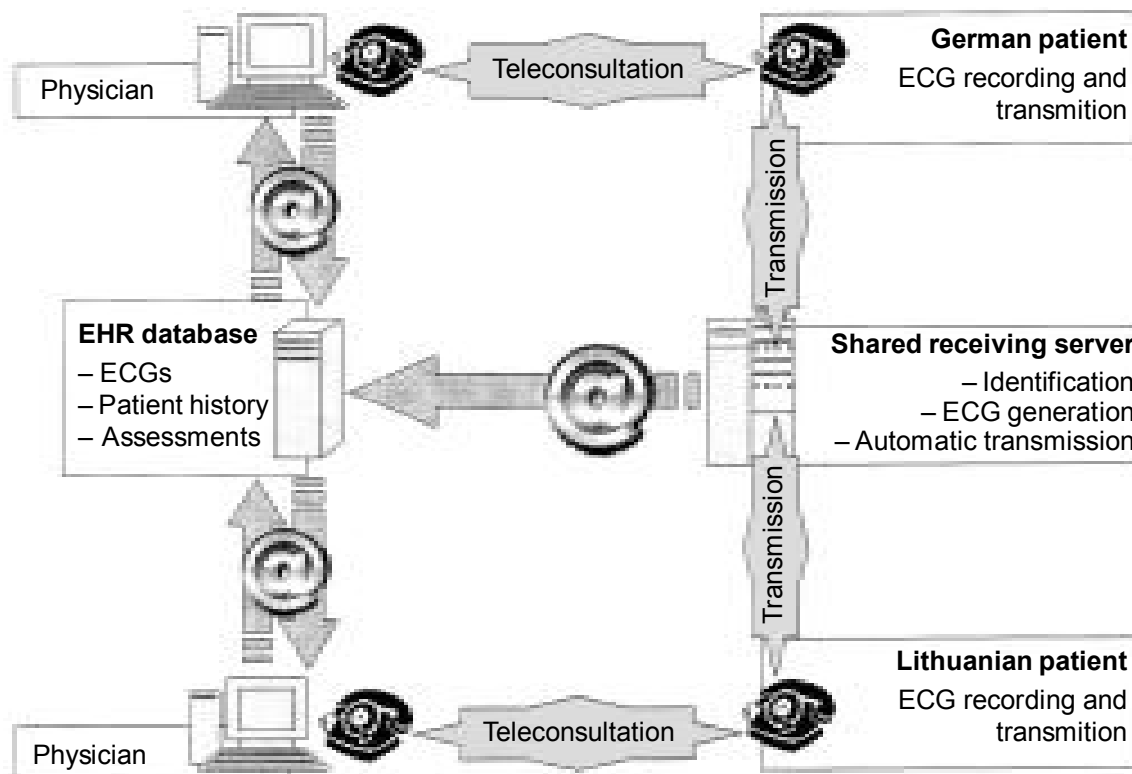 Physician
Teleconsultation
German patient
ECG recording and
transmition
Transmission
EHR database
– ECGs
– Patient history
– Assessments
Shared receiving server
– Identification
– ECG generation
– Automatic transmission
Transmission
Physician
Teleconsultation
Lithuanian patient
ECG recording and
transmition